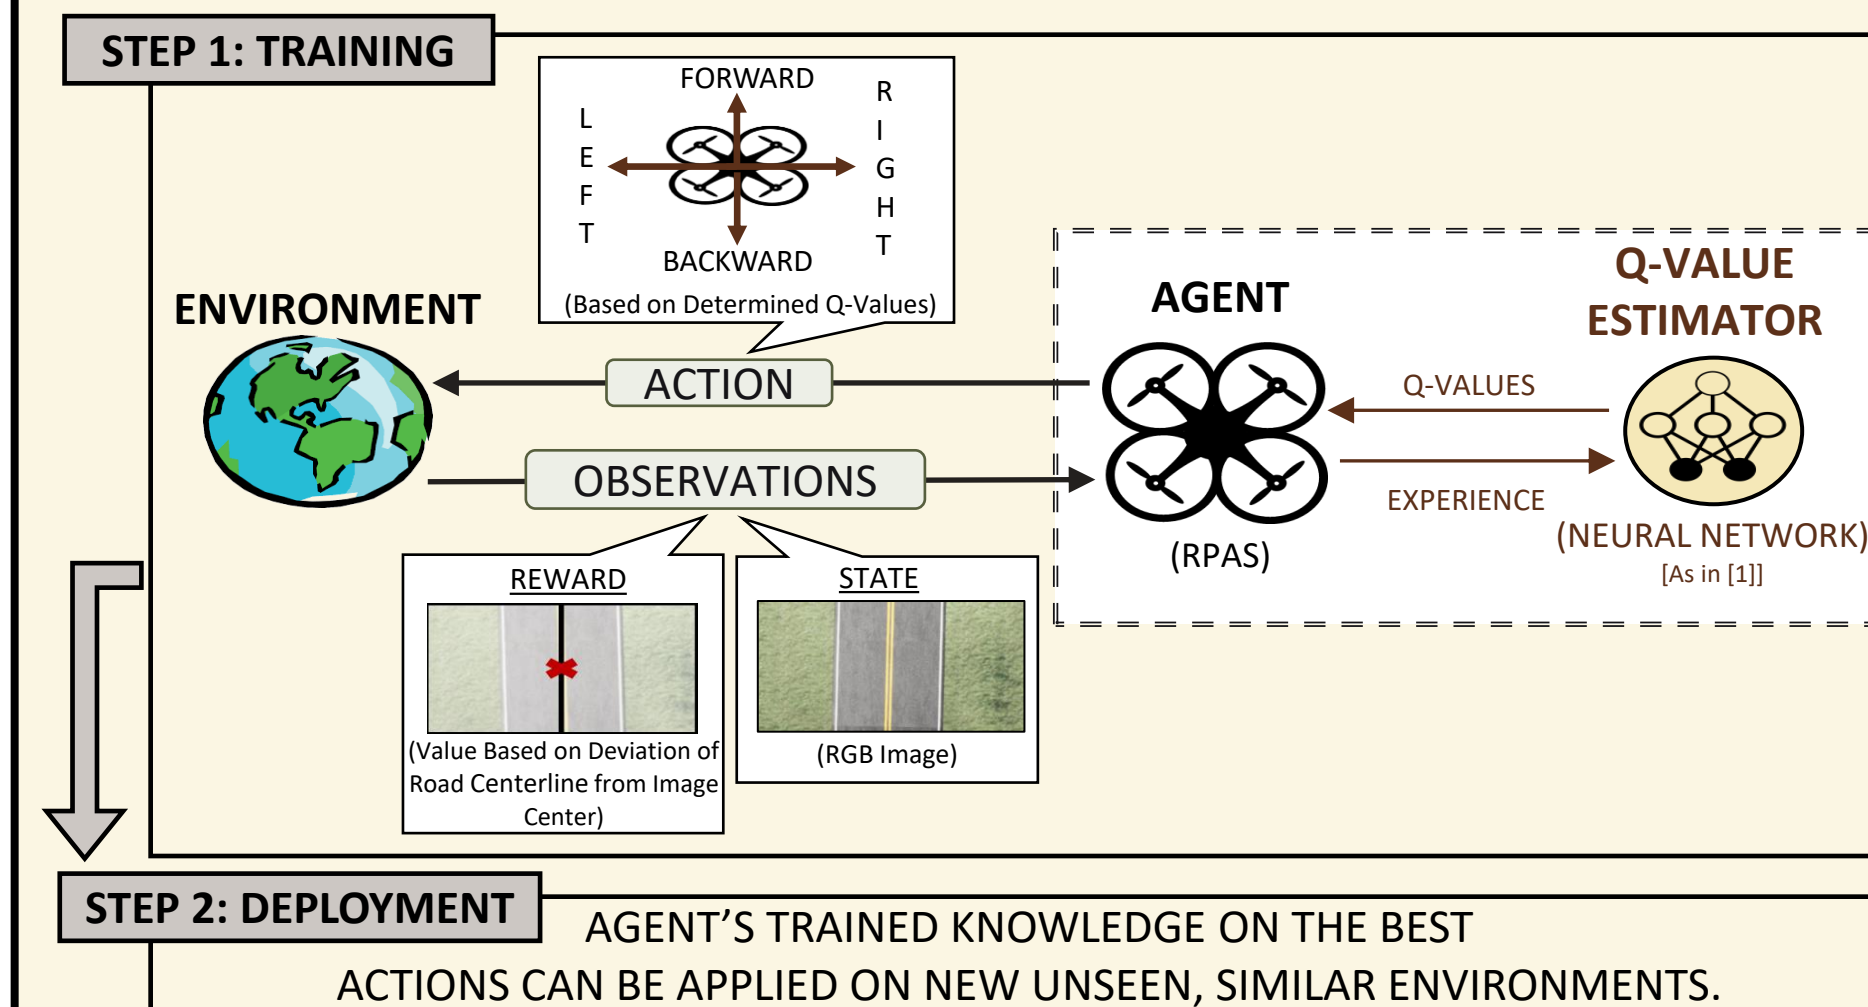 STEP 1: TRAINING
FORWARD
LEFT
RIGHT
BACKWARD
(Based on Determined Q-Values)
ENVIRONMENT
ACTION
OBSERVATIONS
AGENT
(RPAS)
Q-VALUE
ESTIMATOR
Q-VALUES
EXPERIENCE
(NEURAL NETWORK)
[As in [1]]
REWARD
(Value Based on Deviation of
Road Centerline from Image
Center)
STATE
(RGB Image)
STEP 2: DEPLOYMENT
AGENT’S TRAINED KNOWLEDGE ON THE BEST
ACTIONS CAN BE APPLIED ON NEW UNSEEN, SIMILAR ENVIRONMENTS.